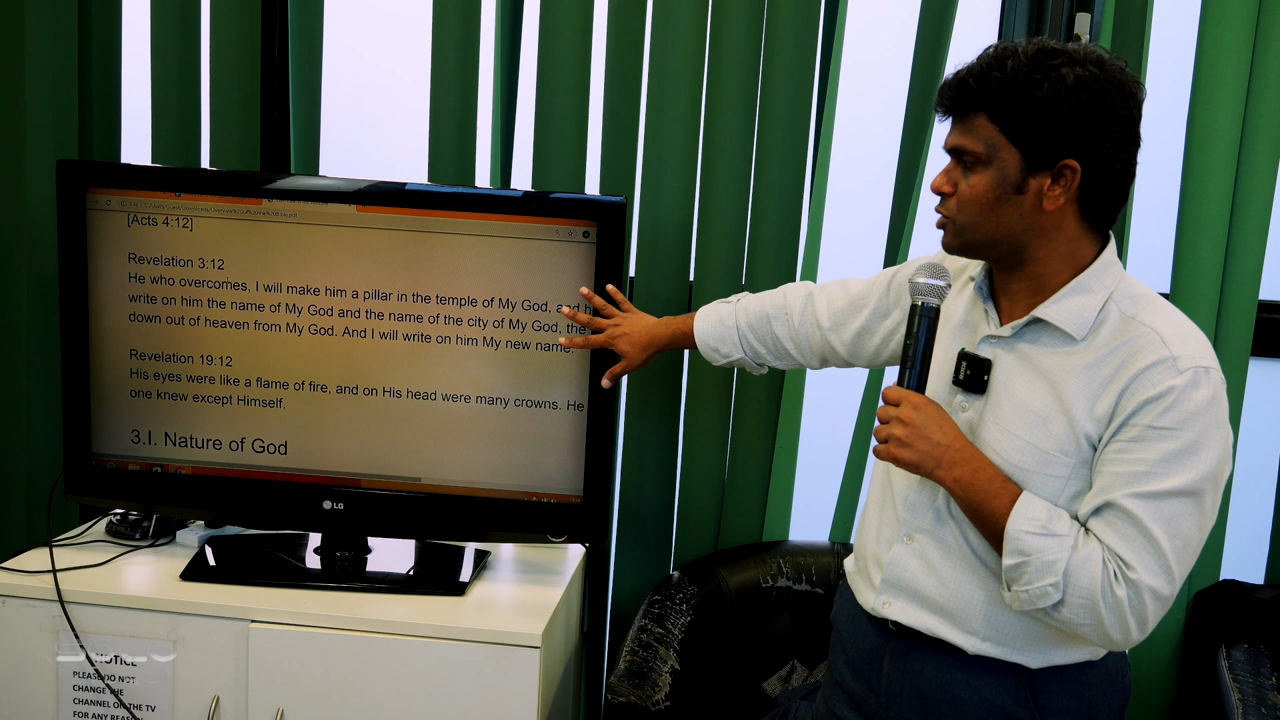 [Acts 4:12]
Revelation 3:12
He who overcomes, I will make him a pillar in the temple of My God, and h
write on him the name of My God and the name of the city of My God, the
down out of heaven from My God. And I will write on him My new name.
Revelation 19:12
His eyes were like a flame of fire, and on His head were many crowns. He
one knew except Himself.
3.I. Nature of God
LG
NOTICE
PLEASE DO NOT
CHANGE THE
CHANNEL ON THE TV
FOR ANY REASON